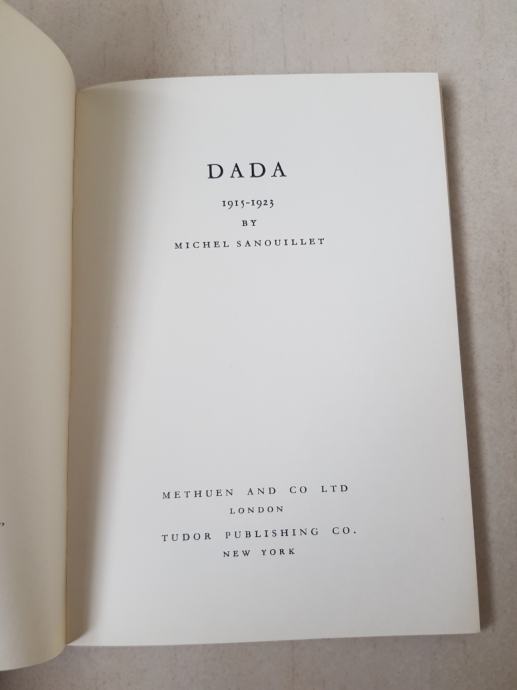 DADA
1915-1923
BY
MICHEL SANOUILLET
METHUEN AND CO LTD
LONDON
TUDOR PUBLISHING CO.
NEW YORK